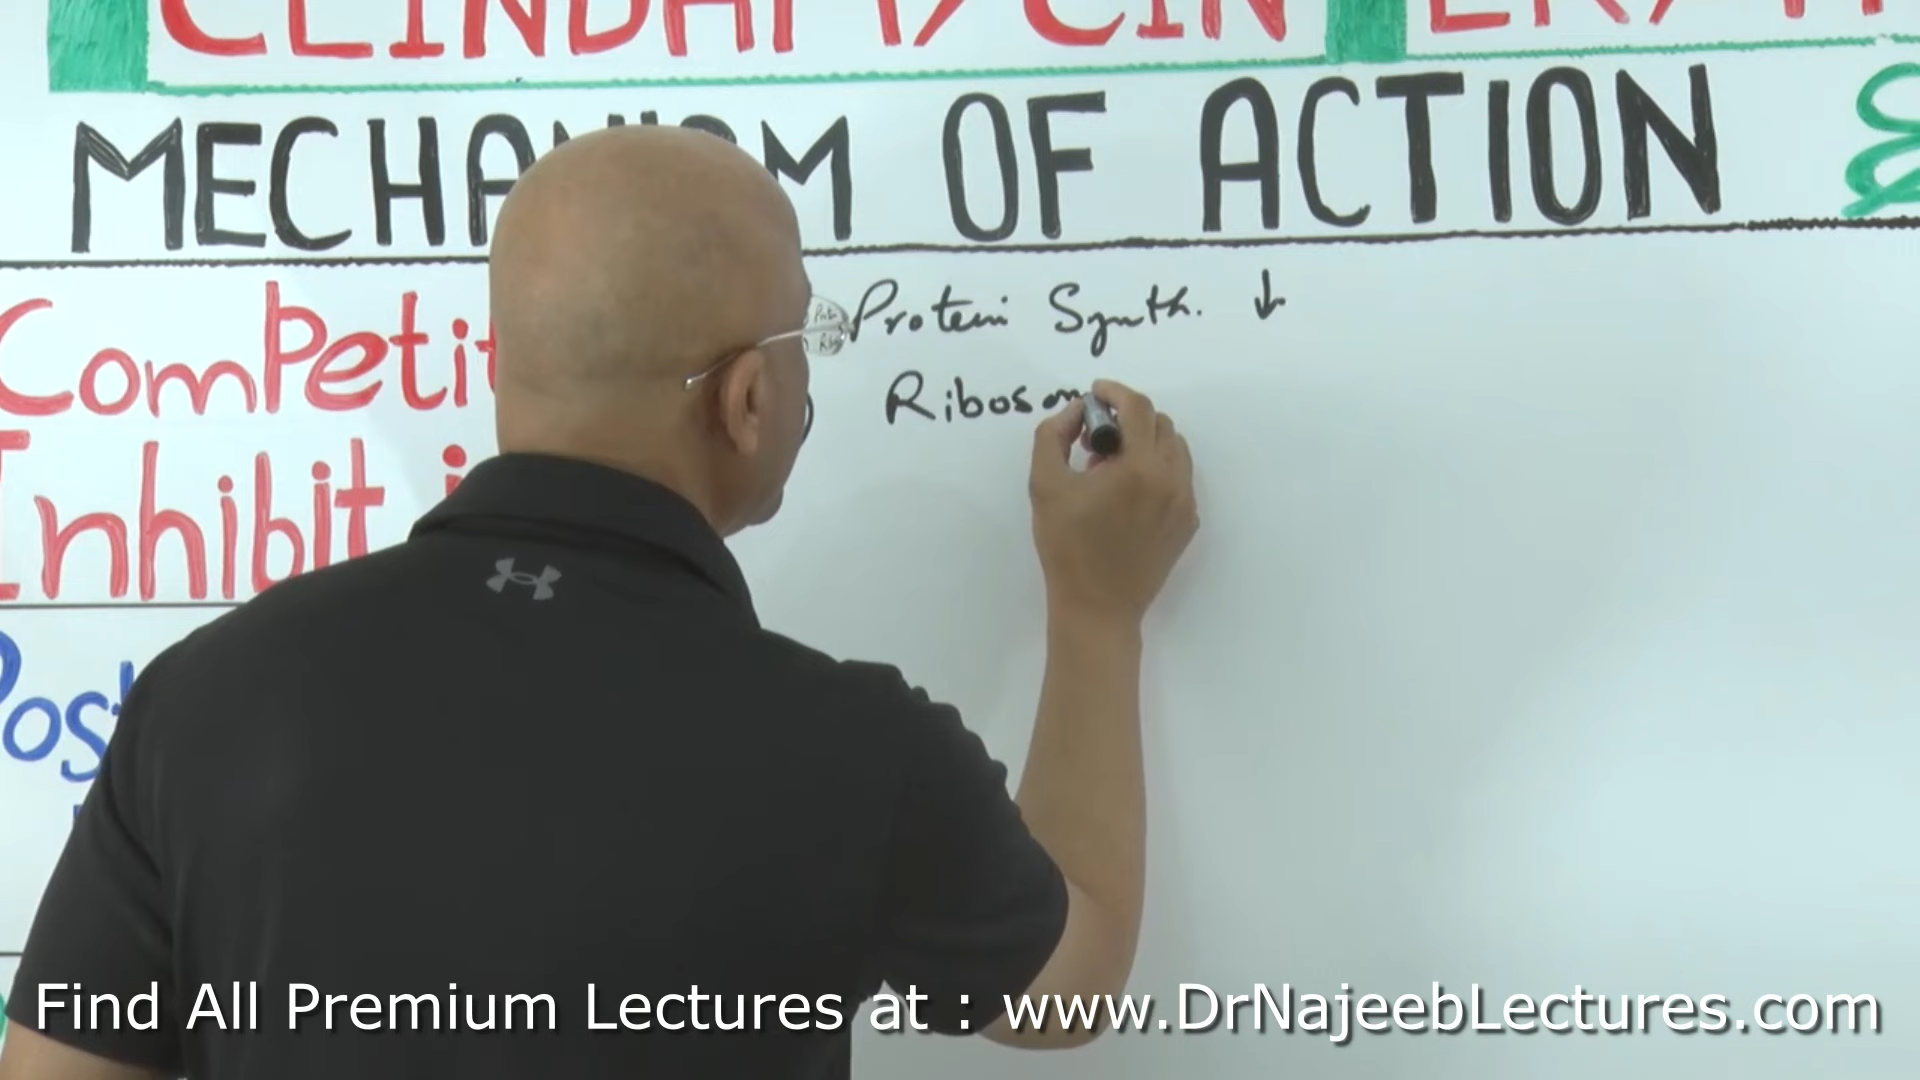 CLINDAMYCIN
MECHANISM OF ACTION
Competit
Protein Synth. ↓
Ribosom
Inhibit i
Post
Find All Premium Lectures at : www.DrNajeebLectures.com